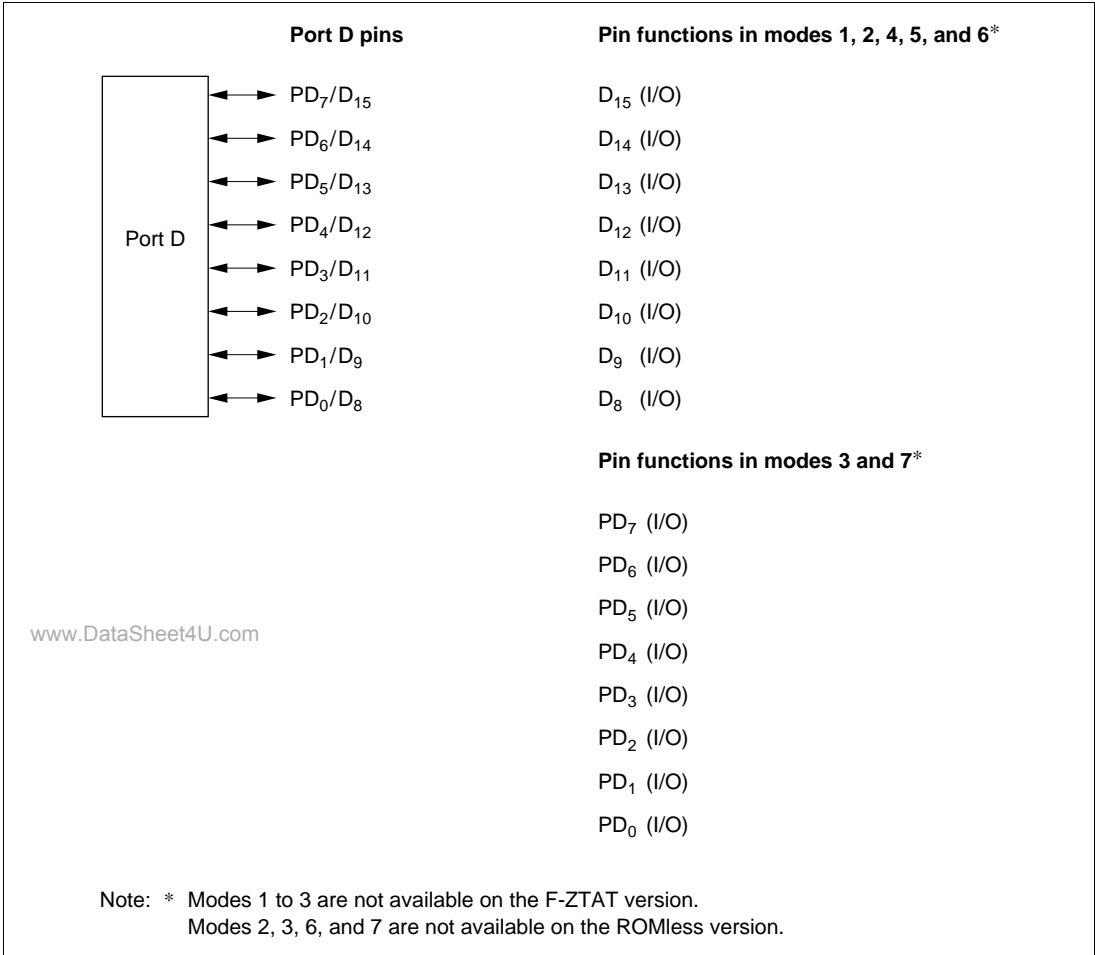 Port D pins    Pin functions in modes 1, 2, 4, 5, and 6*
Port D
PD7/D15    D15 (I/O)
PD6/D14    D14 (I/O)
PD5/D13    D13 (I/O)
PD4/D12    D12 (I/O)
PD3/D11    D11 (I/O)
PD2/D10    D10 (I/O)
PD1/D9    D9 (I/O)
PD0/D8    D8 (I/O)
Pin functions in modes 3 and 7*
PD7 (I/O)
PD6 (I/O)
PD5 (I/O)
www.DataSheet4U.com
PD4 (I/O)
PD3 (I/O)
PD2 (I/O)
PD1 (I/O)
PD0 (I/O)
Note: * Modes 1 to 3 are not available on the F-ZTAT version.
Modes 2, 3, 6, and 7 are not available on the ROMless version.